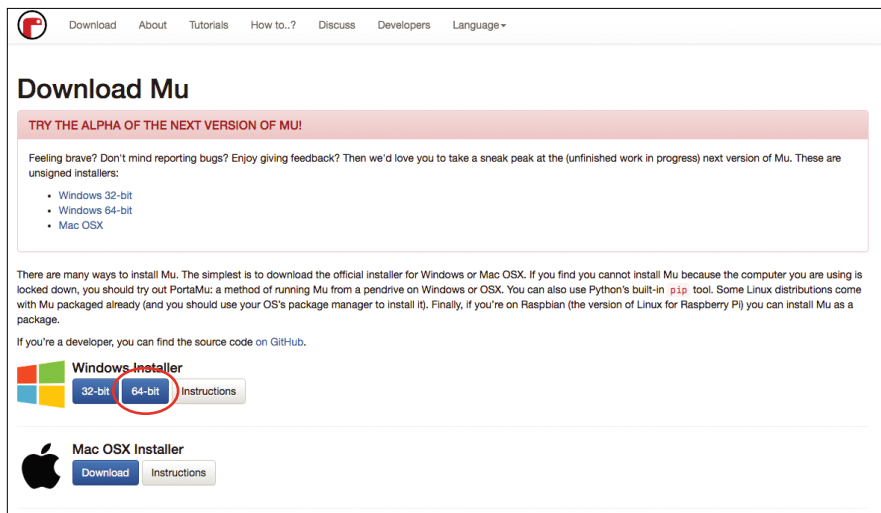 Download About Tutorials How to..? Discuss Developers Language
Download Mu
TRY THE ALPHA OF THE NEXT VERSION OF MU!
Feeling brave? Don't mind reporting bugs? Enjoy giving feedback? Then we'd love you to take a sneak peak at the (unfinished work in progress) next version of Mu. These are
unsigned installers:
• Windows 32-bit
• Windows 64-bit
• Mac OSX
There are many ways to install Mu. The simplest is to download the official installer for Windows or Mac OSX. If you find you cannot install Mu because the computer you are using is
locked down, you should try out PortaMu: a method of running Mu from a pendrive on Windows or OSX. You can also use Python's built-in pip tool. Some Linux distributions come
with Mu packaged already (and you should use your OS's package manager to install it). Finally, if you're on Raspbian (the version of Linux for Raspberry Pi) you can install Mu as a
package.
If you're a developer, you can find the source code on GitHub.
Windows Installer
32-bit 64-bit Instructions
Mac OSX Installer
Download Instructions